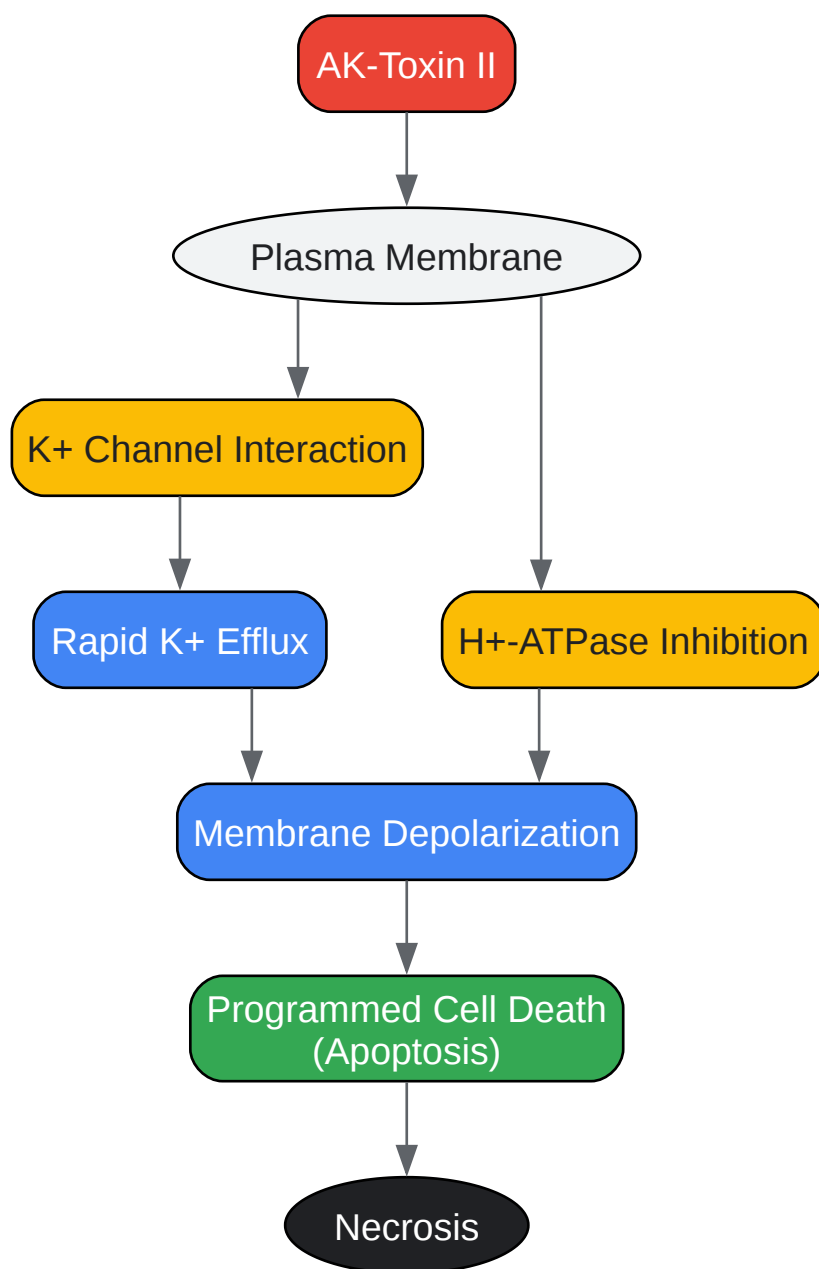 AK-Toxin II
Plasma Membrane
K+ Channel Interaction
Rapid K+ Efflux
H+-ATPase Inhibition
Membrane Depolarization
Programmed Cell Death
(Apoptosis)
Necrosis